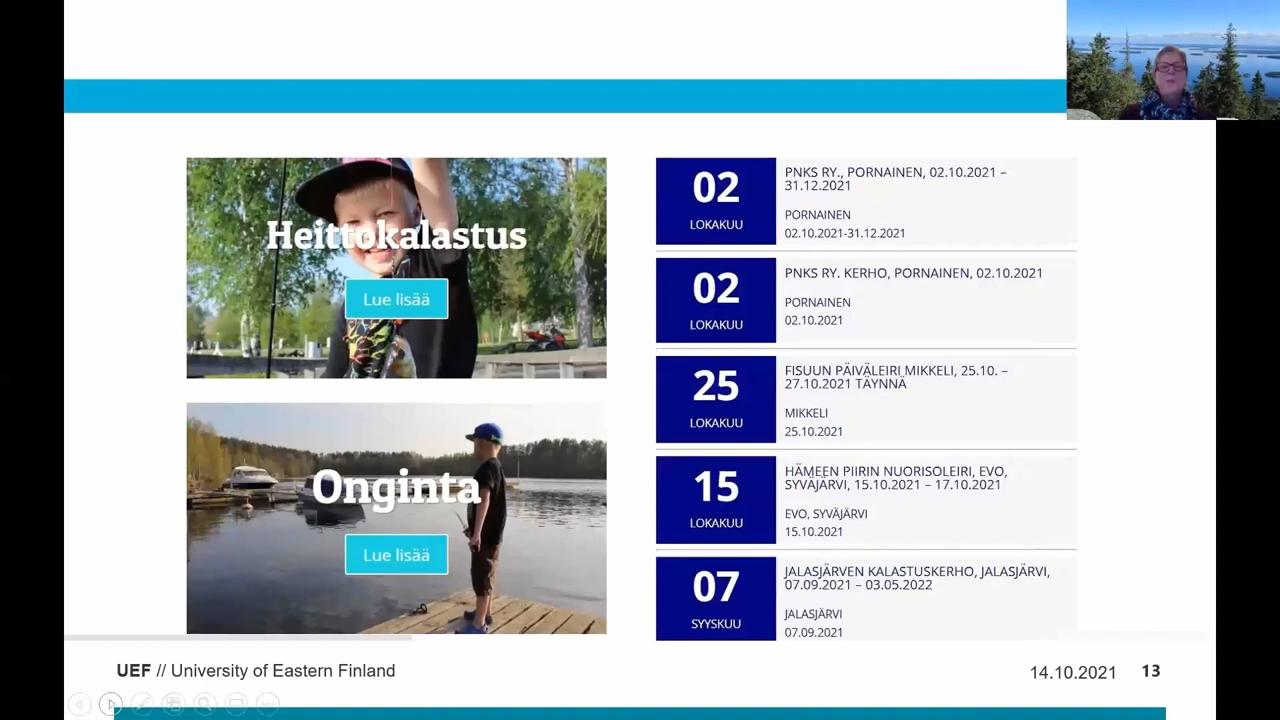 Heittokalastus
Lue lisää
Onginta
Lue lisää
02
LOKAKUU
PNKS RY., PORNAINEN, 02.10.2021 –
31.12.2021
PORNAINEN
02.10.2021-31.12.2021
02
LOKAKUU
PNKS RY. KERHO, PORNAINEN, 02.10.2021
PORNAINEN
02.10.2021
25
LOKAKUU
FISUUN PÄIVÄLEIRI MIKKELI, 25.10. –
27.10.2021 TÄYNNÄ
MIKKELI
25.10.2021
15
LOKAKUU
HÄMEEN PIIRIN NUORISOLEIRI, EVO,
SYVÄJÄRVI, 15.10.2021 – 17.10.2021
EVO, SYVÄJÄRVI
15.10.2021
07
SYYSKUU
JALASJÄRVEN KALASTUSKERHO, JALASJÄRVI,
07.09.2021 – 03.05.2022
JALASJÄRVI
07.09.2021
UEF // University of Eastern Finland
14.10.2021 13